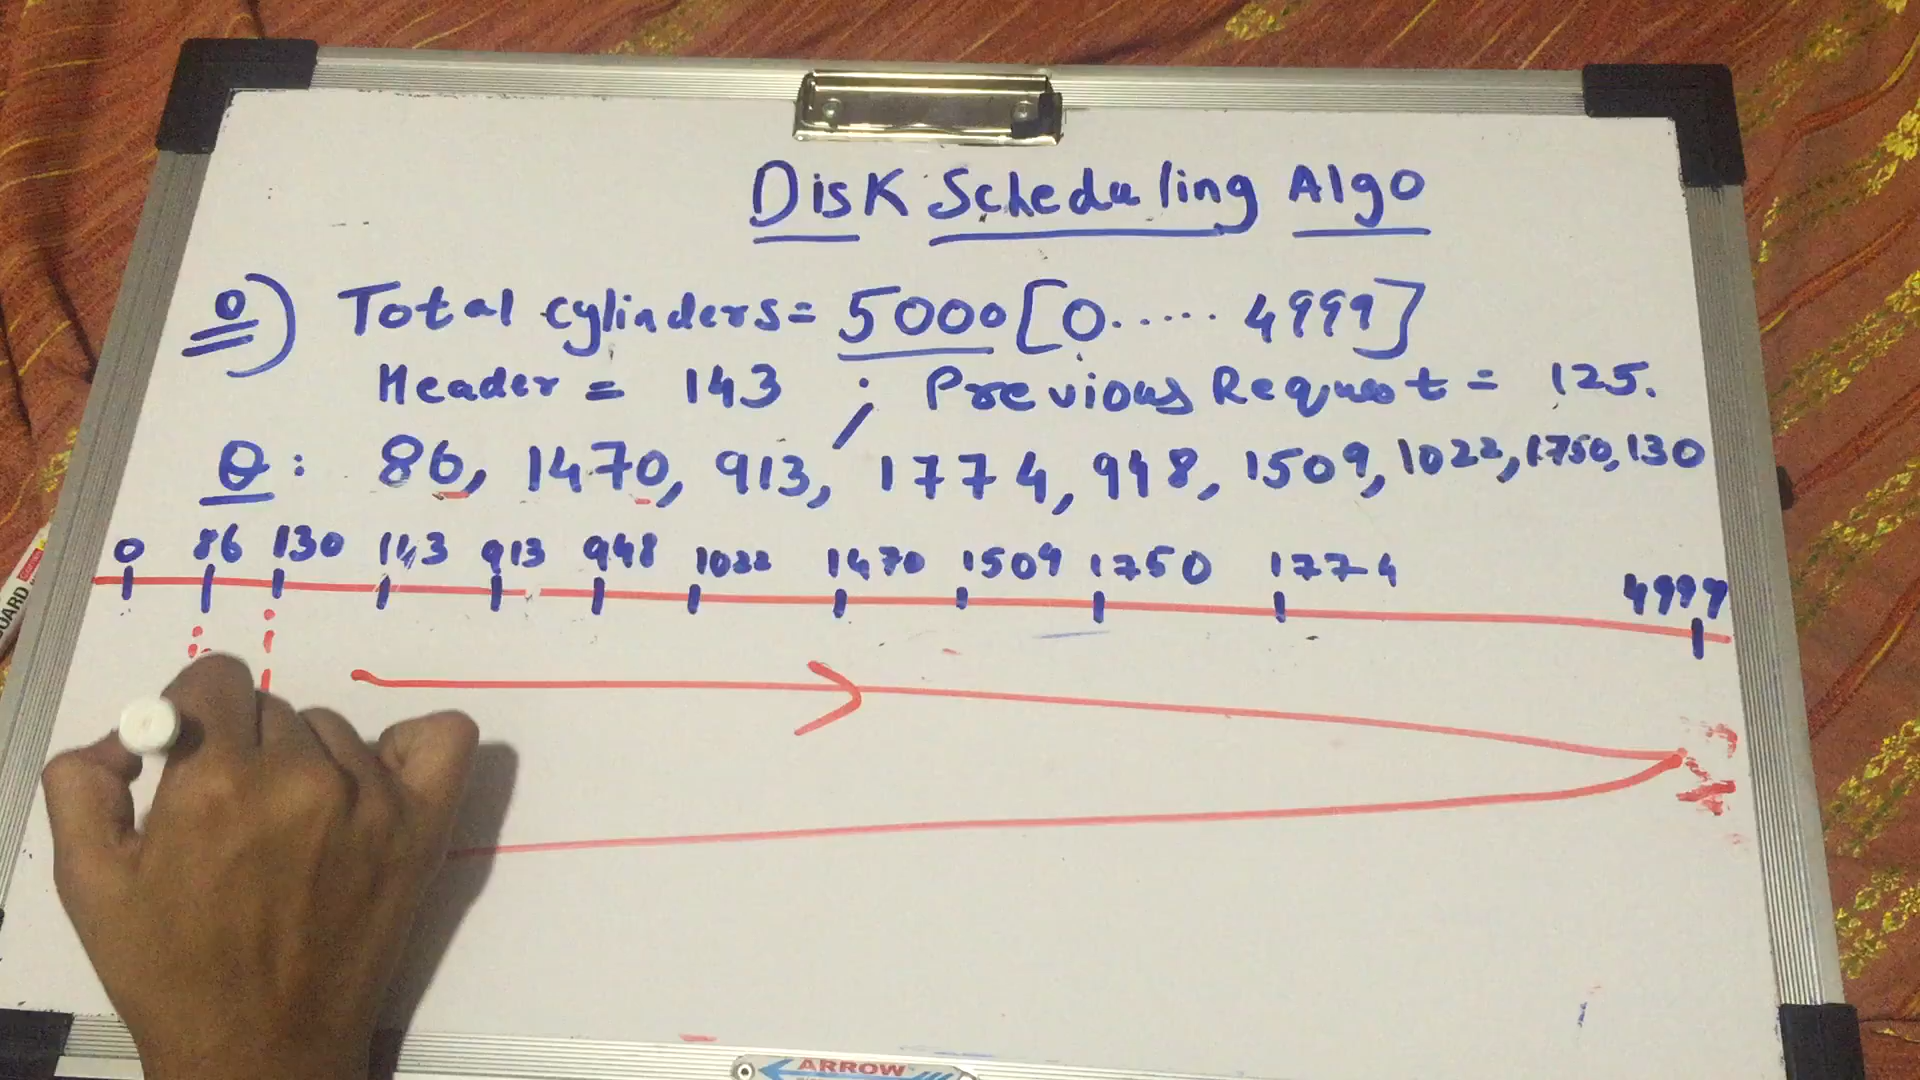 Disk Scheduling Algo
Q) Total cylinders= 5000 [0...... 4999]
Header = 143 ; Previous Request = 125.
Q : 86, 1470, 913, 1774, 948, 1509, 1022, 1750, 130
0 86 130 143 913 948 1022 1470 1509 1750 1774 4999
ARROW